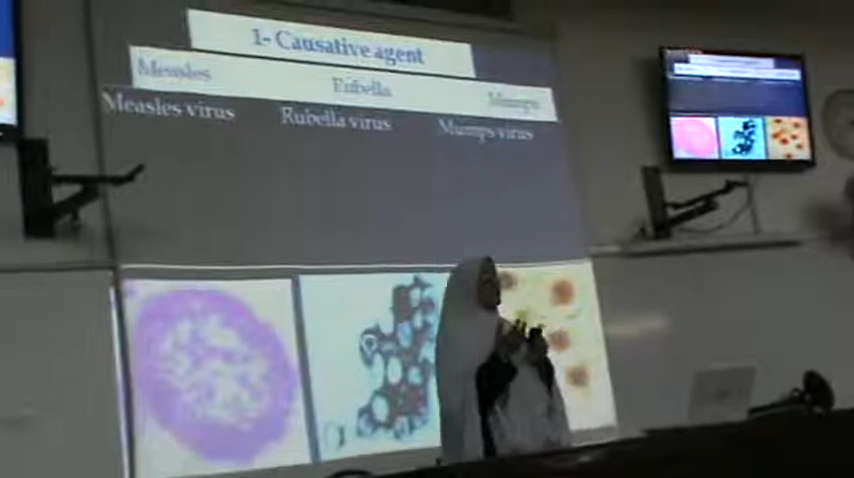 1- Causative agent
Measles Rubella Mumps
Measles virus Rubella virus Mumps virus